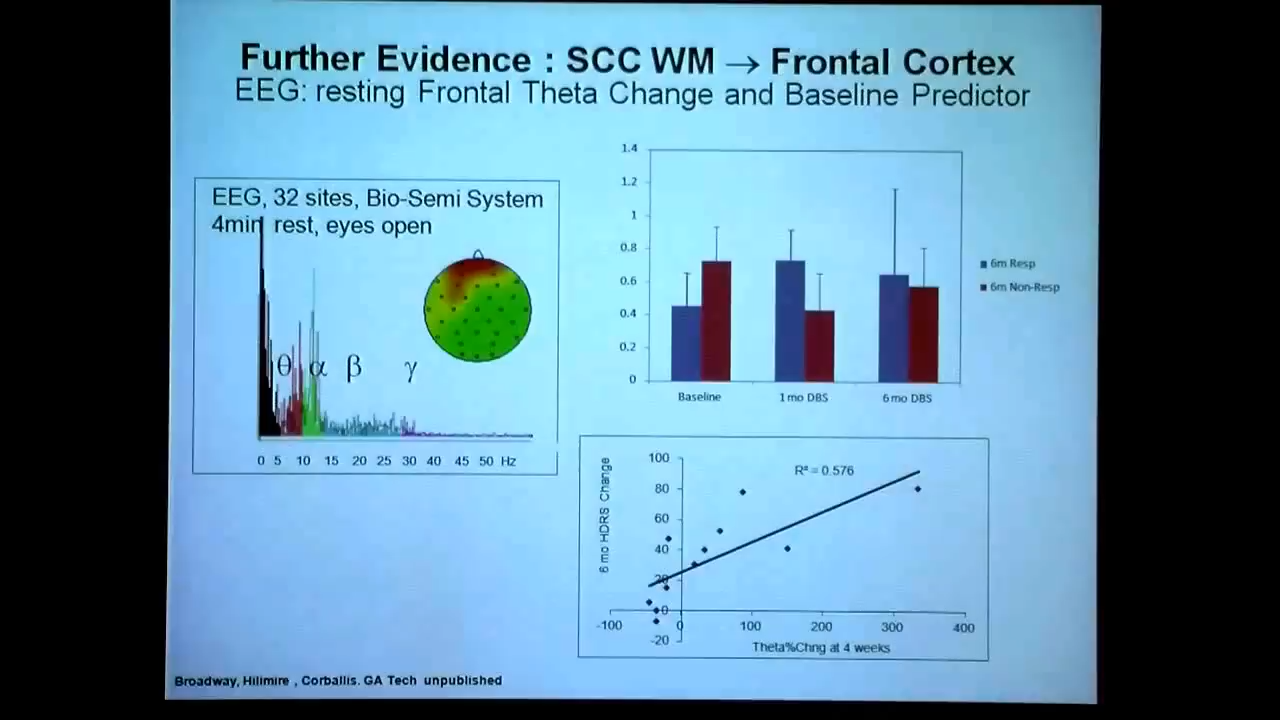 Further Evidence : SCC WM → Frontal Cortex
EEG: resting Frontal Theta Change and Baseline Predictor
EEG, 32 sites, Bio-Semi System
4min rest, eyes open
θ α β γ
0 5 10 15 20 25 30 40 45 50 Hz
1.4
1.2
1
0.8
0.6
0.4
0.2
0
Baseline 1 mo DBS 6 mo DBS
6m Resp
6m Non-Resp
6 mo HDRS Change
100
80
60
40
20
0
-20
R² = 0.576
-100 0 100 200 300 400
Theta%Chng at 4 weeks
Broadway, Hilimire , Corballis. GA Tech unpublished